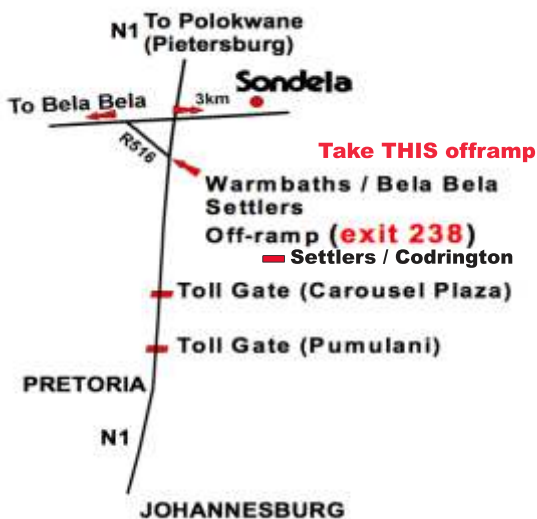 N1 To Polokwane
(Pietersburg)
Sondela
To Bela Bela
3km
R516
Take THIS offramp
Warmbaths / Bela Bela
Settlers
Off-ramp (exit 238)
Settlers / Codrington
Toll Gate (Carousel Plaza)
Toll Gate (Pumulani)
PRETORIA
N1
JOHANNESBURG